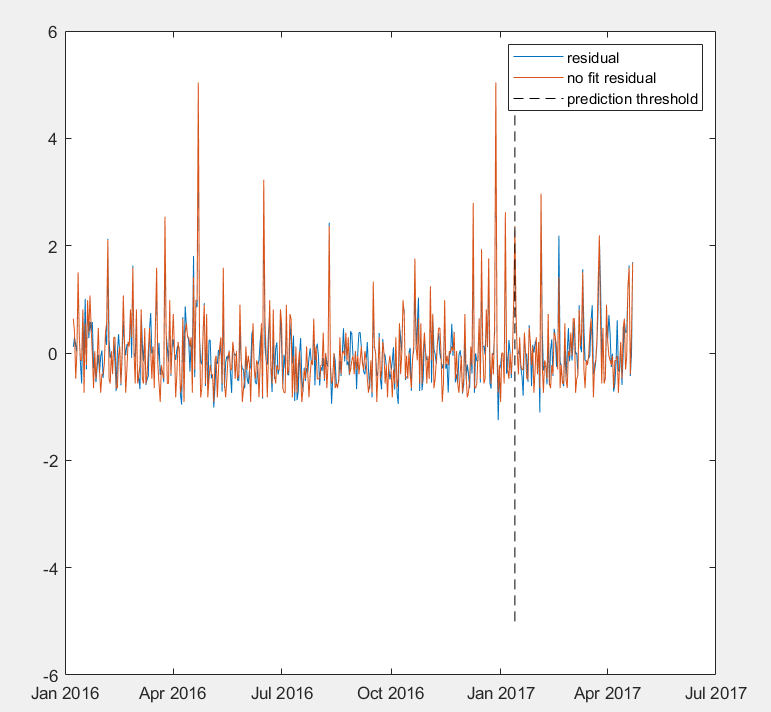 6
4
2
0
-2
-4
-6
residual
no fit residual
prediction threshold
Jan 2016 Apr 2016 Jul 2016 Oct 2016 Jan 2017 Apr 2017 Jul 2017